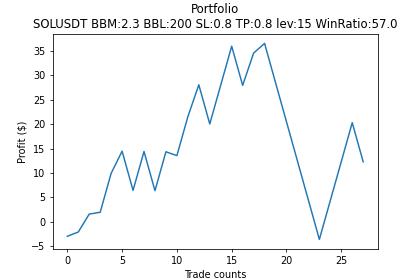 Portfolio
SOLUSDT BBM:2.3 BBL:200 SL:0.8 TP:0.8 lev:15 WinRatio:57.0
35
30
25
20
15
10
5
0
−5
Profit ($)
0 5 10 15 20 25
Trade counts